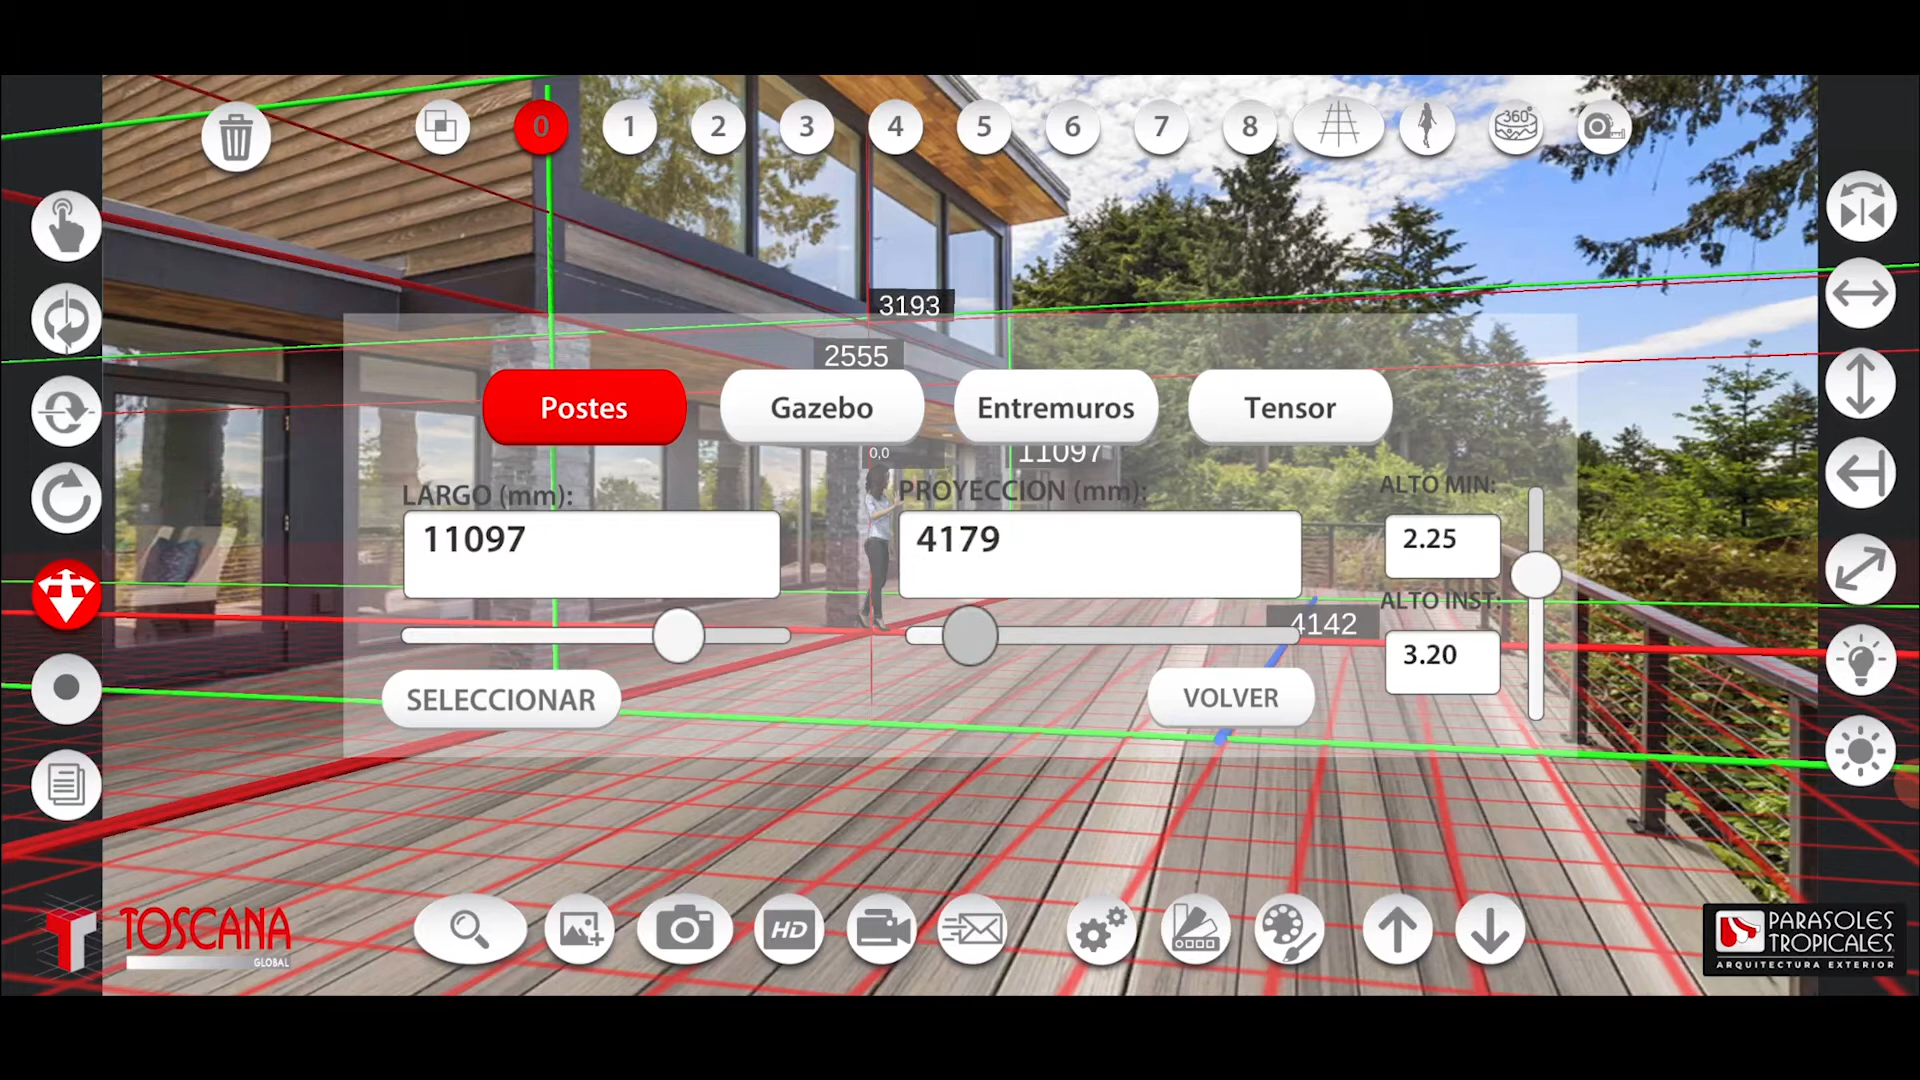 0 1 2 3 4 5 6 7 8 360°
3193
2555
Postes Gazebo Entremuros Tensor
0,0
11097
LARGO (mm): PROYECCION (mm): ALTO MIN:
11097 4179 2.25
ALTO INST:
4142
3.20
SELECCIONAR VOLVER
HD
TOSCANA
GLOBAL
PARASOLES
TROPICALES
ARQUITECTURA EXTERIOR